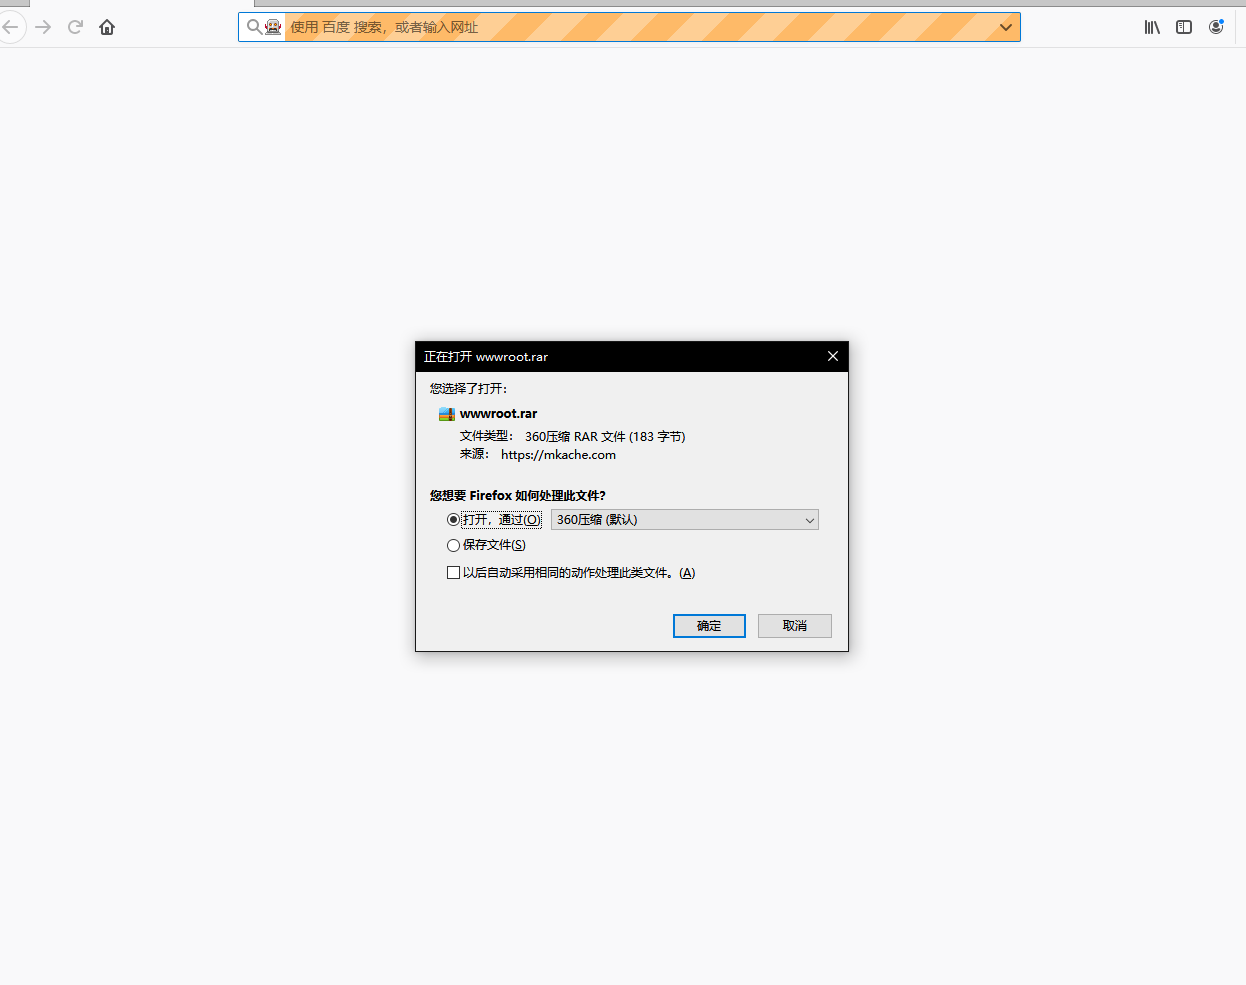 使用 百度 搜索，或者输入网址
正在打开 wwwroot.rar
您选择了打开：
wwwroot.rar
文件类型： 360压缩 RAR 文件 (183 字节)
来源： https://mkache.com
您想要 Firefox 如何处理此文件?
打开，通过(O) 360压缩 (默认)
保存文件(S)
以后自动采用相同的动作处理此类文件。(A)
确定 取消